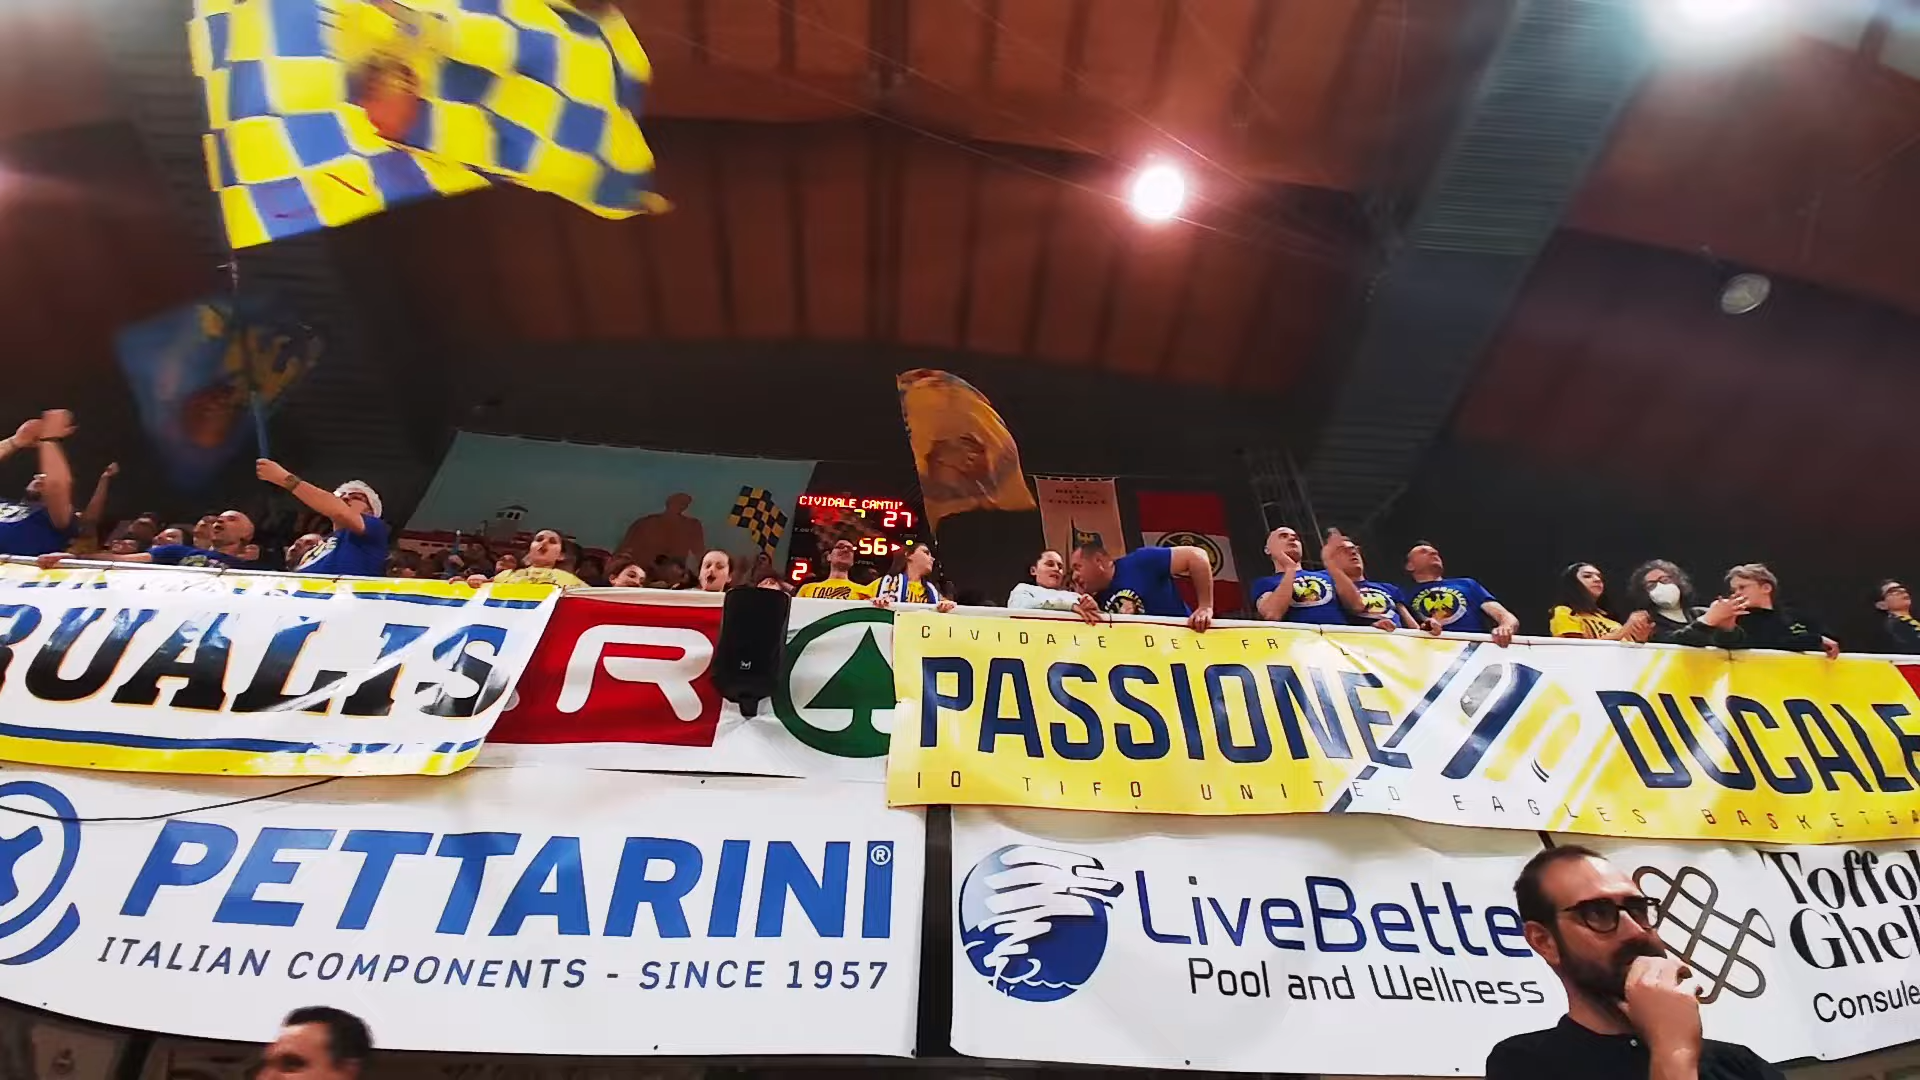 CIVIDALE CANTU'
7 27
56
2
RUALIS
R
CIVIDALE DEL FR
PASSIONE DUCALE
IO TIFO UNITED EAGLES BASKETBA
PETTARINI®
ITALIAN COMPONENTS - SINCE 1957
LiveBette
Pool and Wellness
Toffol
Ghel
Consule